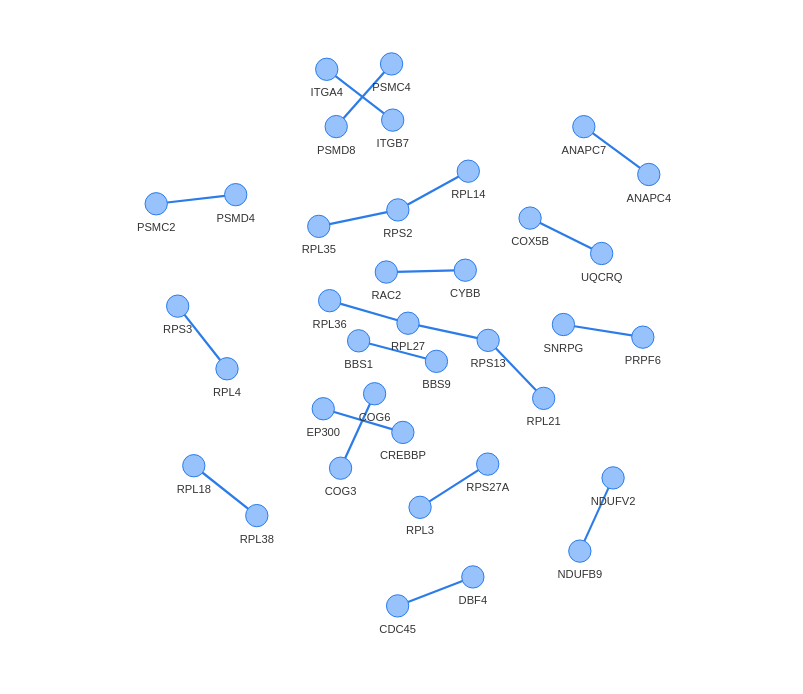 PSMC4
ITGA4
ITGB7
PSMD8
ANAPC7
ANAPC4
RPL14
PSMD4
PSMC2
RPS2
COX5B
RPL35
UQCRQ
CYBB
RAC2
RPL36
RPS3
RPL27
SNRPG
PRPF6
BBS1
RPS13
BBS9
RPL4
COG6
RPL21
EP300
CREBBP
RPL18
COG3
RPS27A
NDUFV2
RPL3
RPL38
NDUFB9
DBF4
CDC45